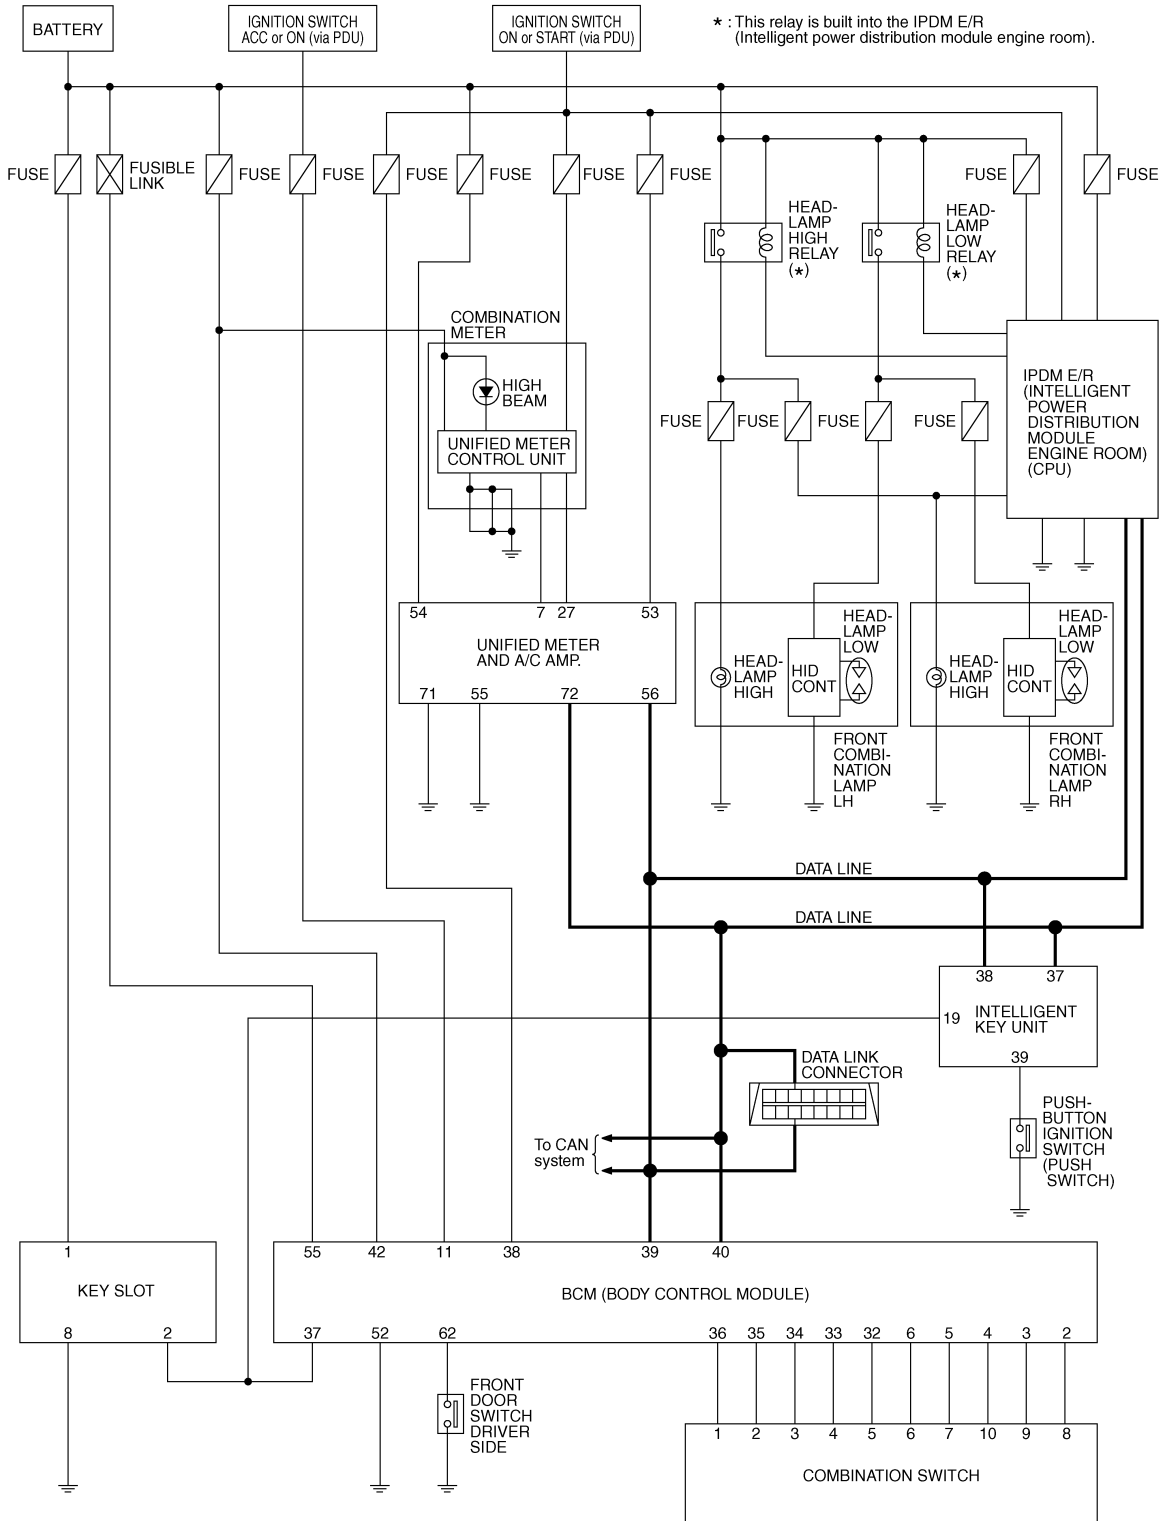 BATTERY
IGNITION SWITCH
ACC or ON (via PDU)
IGNITION SWITCH
ON or START (via PDU)
* : This relay is built into the IPDM E/R
(Intelligent power distribution module engine room).
FUSE
FUSIBLE
LINK
FUSE
FUSE
FUSE
FUSE
FUSE
FUSE
FUSE
FUSE
HEAD-
LAMP
HIGH
RELAY
(*)
HEAD-
LAMP
LOW
RELAY
(*)
COMBINATION
METER
HIGH
BEAM
UNIFIED METER
CONTROL UNIT
FUSE
FUSE
FUSE
FUSE
IPDM E/R
(INTELLIGENT
POWER
DISTRIBUTION
MODULE
ENGINE ROOM)
(CPU)
54
7
27
53
UNIFIED METER
AND A/C AMP.
71
55
72
56
HEAD-
LAMP
HIGH
HID
CONT
HEAD-
LAMP
LOW
FRONT
COMBI-
NATION
LAMP
LH
HEAD-
LAMP
HIGH
HID
CONT
HEAD-
LAMP
LOW
FRONT
COMBI-
NATION
LAMP
RH
DATA LINE
DATA LINE
38
37
19
INTELLIGENT
KEY UNIT
39
DATA LINK
CONNECTOR
To CAN
system
PUSH-
BUTTON
IGNITION
SWITCH
(PUSH
SWITCH)
1
KEY SLOT
8
2
55
42
11
38
39
40
BCM (BODY CONTROL MODULE)
37
52
62
36
35
34
33
32
6
5
4
3
2
FRONT
DOOR
SWITCH
DRIVER
SIDE
1
2
3
4
5
6
7
10
9
8
COMBINATION SWITCH